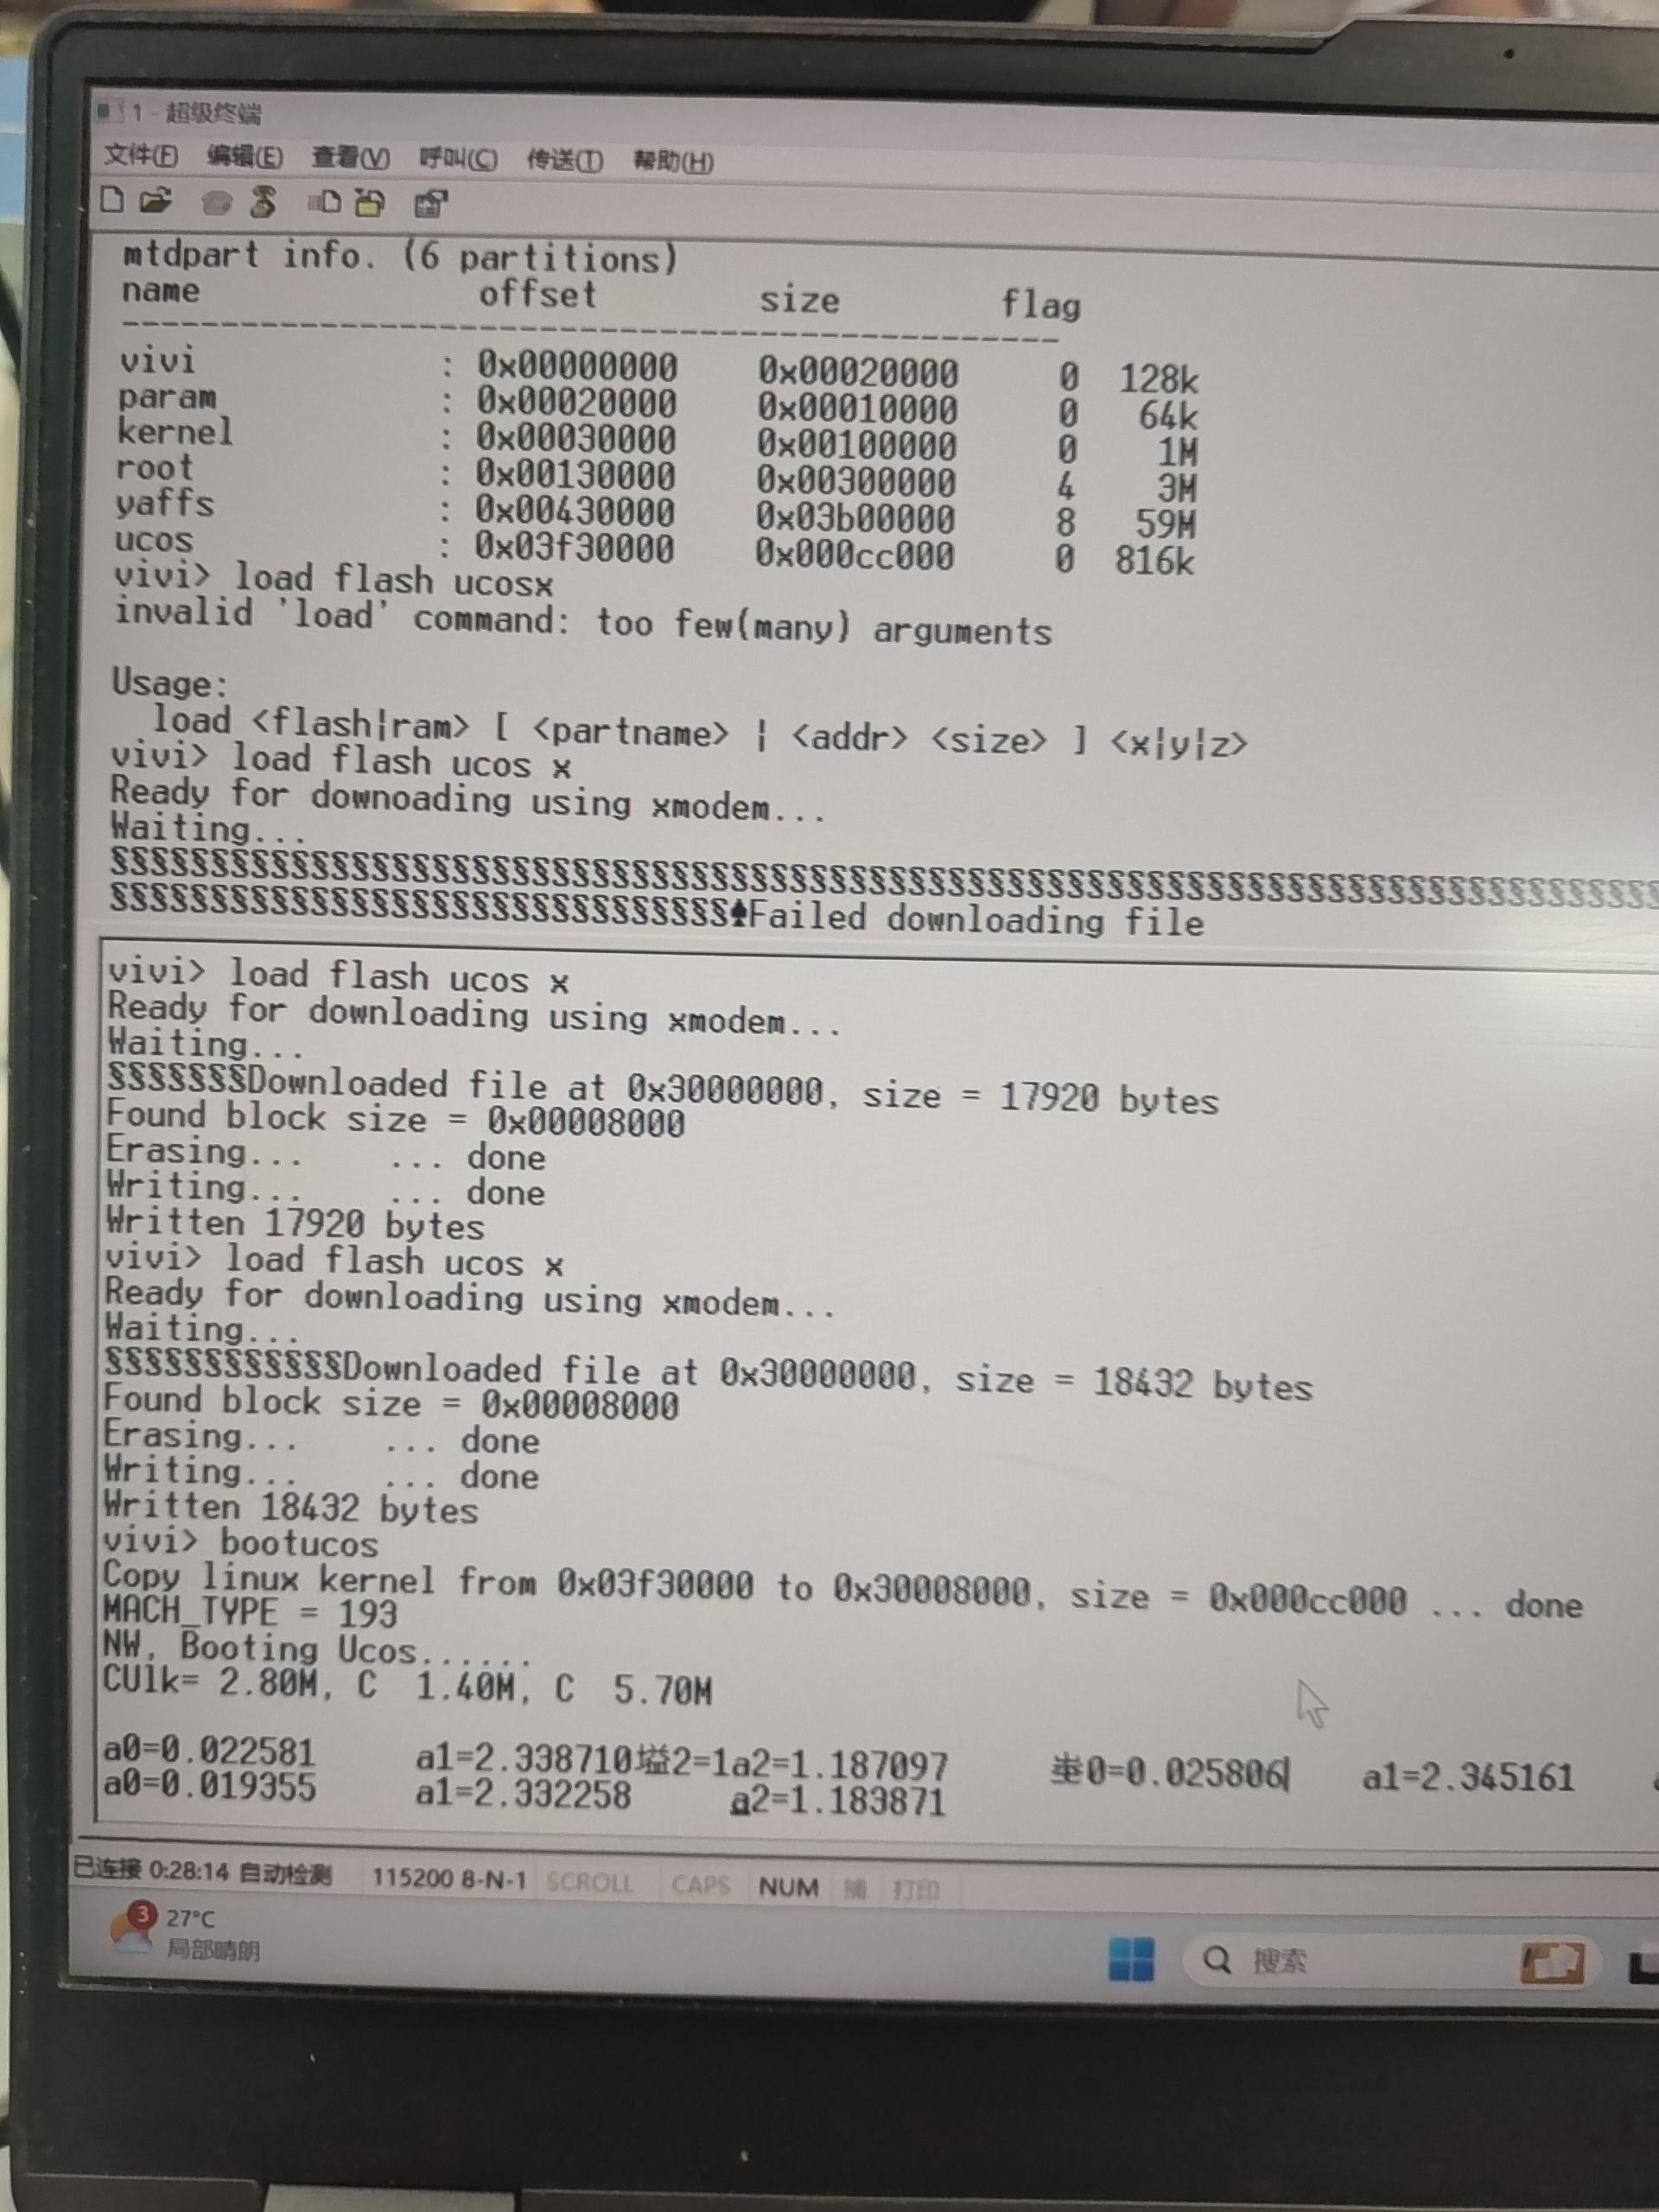 1 - 超级终端
文件(F) 编辑(E) 查看(V) 呼叫(C) 传送(T) 帮助(H)
mtdpart info. (6 partitions)
name offset size flag
----------------------------------------------
vivi : 0x00000000 0x00020000 0 128k
param : 0x00020000 0x00010000 0 64k
kernel : 0x00030000 0x00100000 0 1M
root : 0x00130000 0x00300000 4 3M
yaffs : 0x00430000 0x03b00000 8 59M
ucos : 0x03f30000 0x000cc000 0 816k
vivi> load flash ucosx
invalid 'load' command: too few(many) arguments
Usage:
load <flash|ram> [ <partname> | <addr> <size> ] <x|y|z>
vivi> load flash ucos x
Ready for downoading using xmodem...
Waiting...
§§§§§§§§§§§§§§§§§§§§§§§§§§§§§§§§§§§§§§§§§§§§§§§§§§§§§§§§§§§§§§§§§§§§§§§§§§§§§§
§§§§§§§§§§§§§§§§§§§§§§§§§§§§§§§♠Failed downloading file
vivi> load flash ucos x
Ready for downloading using xmodem...
Waiting...
§§§§§§§Downloaded file at 0x30000000, size = 17920 bytes
Found block size = 0x00008000
Erasing... ... done
Writing... ... done
Written 17920 bytes
vivi> load flash ucos x
Ready for downloading using xmodem...
Waiting...
§§§§§§§§§§§§Downloaded file at 0x30000000, size = 18432 bytes
Found block size = 0x00008000
Erasing... ... done
Writing... ... done
Written 18432 bytes
vivi> bootucos
Copy linux kernel from 0x03f30000 to 0x30008000, size = 0x000cc000 ... done
MACH_TYPE = 193
NW, Booting Ucos......
CUlk= 2.80M, C 1.40M, C 5.70M
a0=0.022581 a1=2.338710塧2=1a2=1.187097 0=0.025806 a1=2.345161
a0=0.019355 a1=2.332258 a2=1.183871
已连接 0:28:14 自动检测 115200 8-N-1 SCROLL CAPS NUM 捕 打印
3 27°C
局部晴朗
搜索